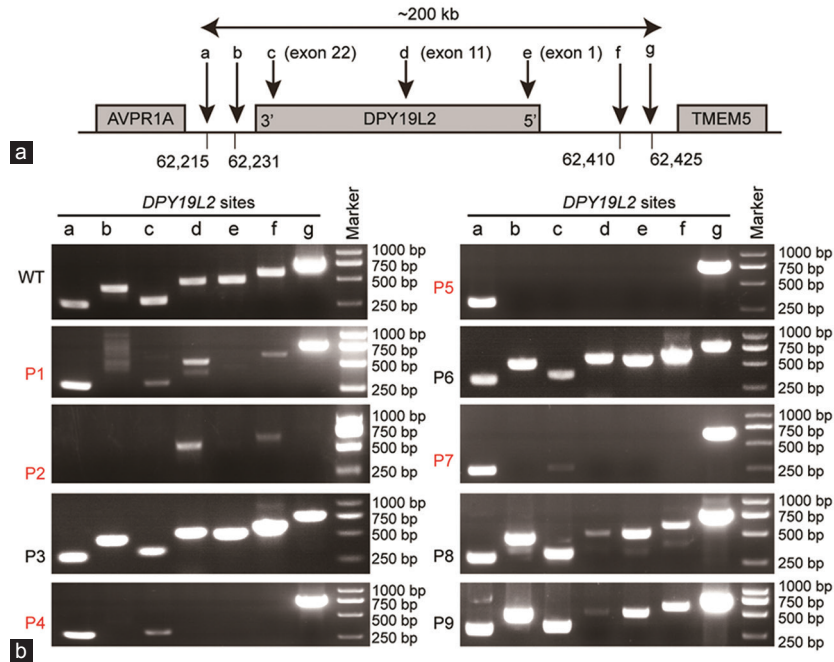 ~200 kb
a b c (exon 22) d (exon 11) e (exon 1) f g
AVPR1A 3’ DPY19L2 5’ TMEM5
62,215 62,231 62,410 62,425
a
DPY19L2 sites
a b c d e f g Marker
WT
1000 bp
750 bp
500 bp
250 bp
P1
1000 bp
750 bp
500 bp
250 bp
P2
1000 bp
750 bp
500 bp
250 bp
P3
1000 bp
750 bp
500 bp
250 bp
P4
1000 bp
750 bp
500 bp
250 bp
DPY19L2 sites
a b c d e f g Marker
P5
1000 bp
750 bp
500 bp
250 bp
P6
1000 bp
750 bp
500 bp
250 bp
P7
1000 bp
750 bp
500 bp
250 bp
P8
1000 bp
750 bp
500 bp
250 bp
P9
1000 bp
750 bp
500 bp
250 bp
b